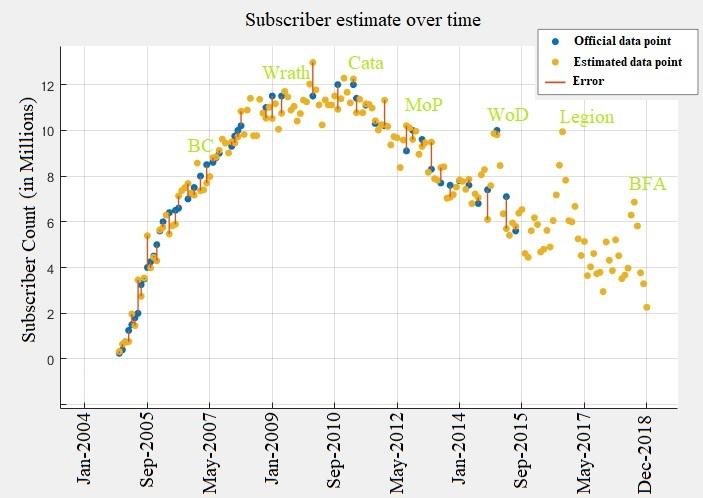 Subscriber estimate over time
Official data point
Estimated data point
Error
Wrath
Cata
MoP
WoD
Legion
BC
BFA
Subscriber Count (in Millions)
12
10
8
6
4
2
0
Jan-2004
Sep-2005
May-2007
Jan-2009
Sep-2010
May-2012
Jan-2014
Sep-2015
May-2017
Dec-2018